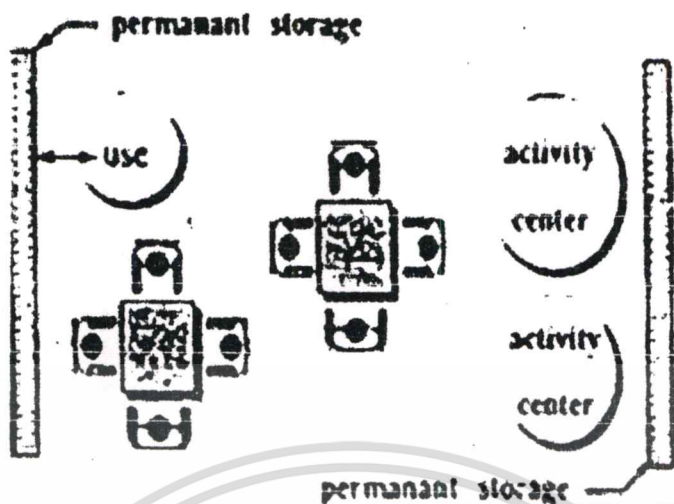 permanant storage
use
activity
center
activity
center
permanant storage